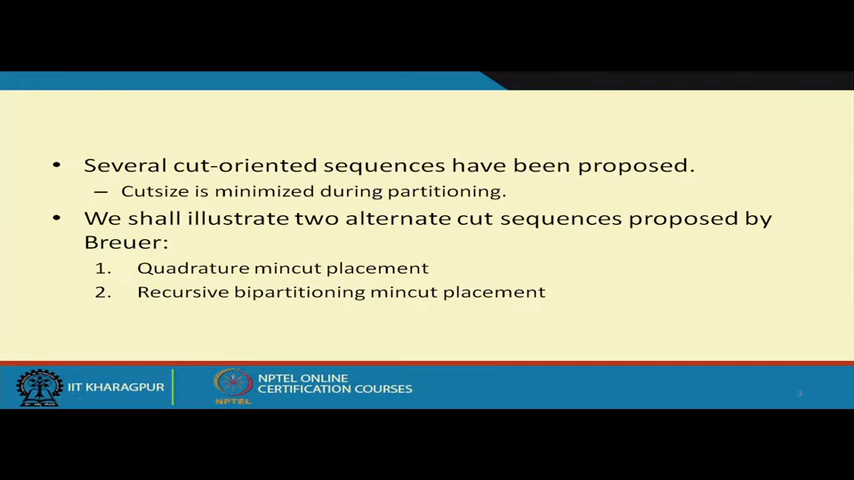 • Several cut-oriented sequences have been proposed.
– Cutsize is minimized during partitioning.
• We shall illustrate two alternate cut sequences proposed by
Breuer:
1. Quadrature mincut placement
2. Recursive bipartitioning mincut placement
IIT KHARAGPUR
NPTEL
NPTEL ONLINE
CERTIFICATION COURSES
3